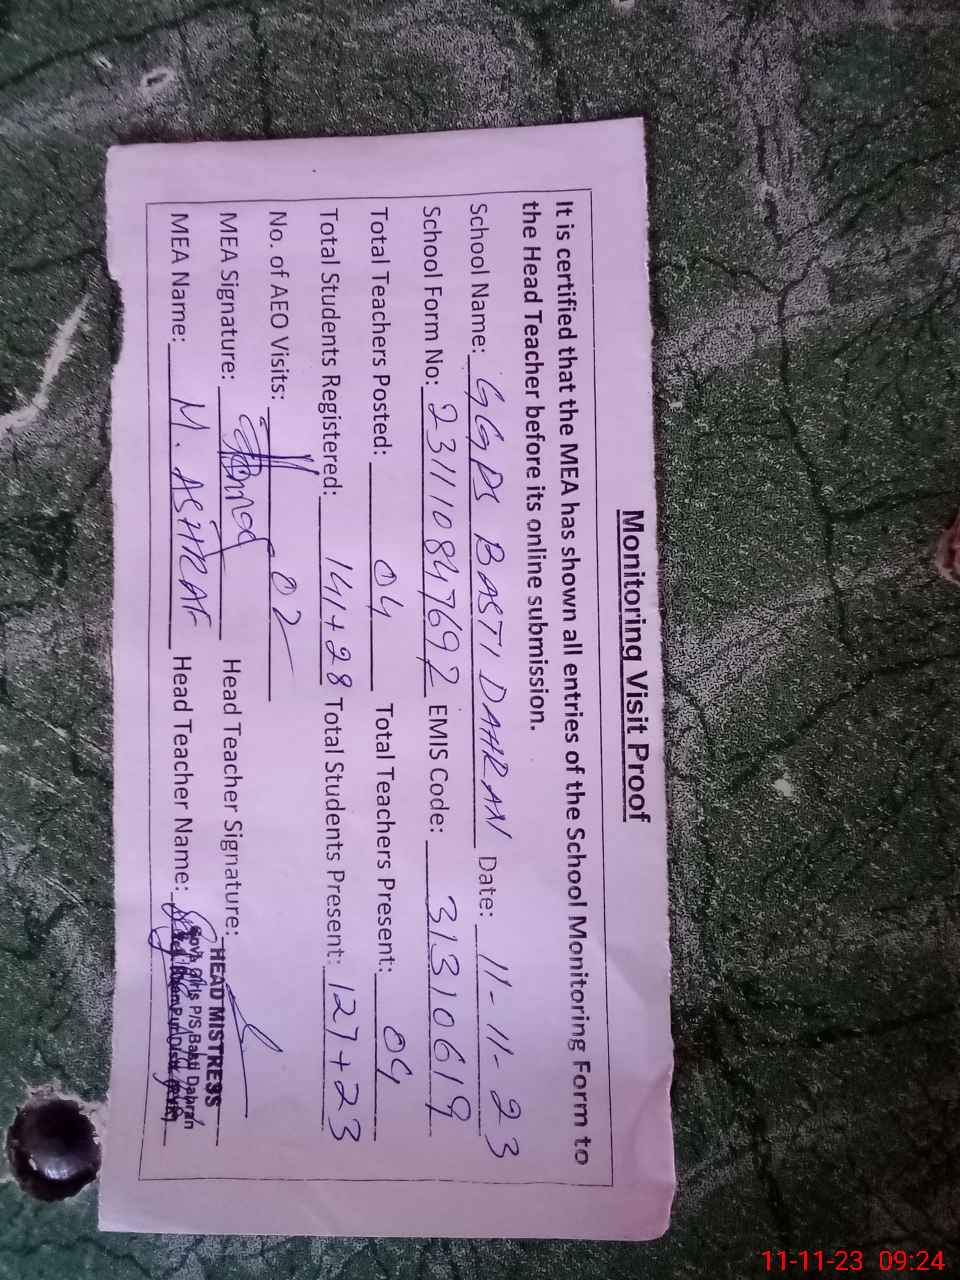 Monitoring Visit Proof
It is certified that the MEA has shown all entries of the School Monitoring Form to
the Head Teacher before its online submission.
School Name: GGPS BASTI DAHRAN Date: 11-11-23
School Form No: 231110847692 EMIS Code: 31310619
Total Teachers Posted: 04 Total Teachers Present: 04
Total Students Registered: 141+28 Total Students Present: 127+23
No. of AEO Visits: 02
MEA Signature: Head Teacher Signature:
HEAD MISTRESS
MEA Name: M. ASHRAF Head Teacher Name:
Govt. Girls P/S Basti Dahran
11-11-23 09:24